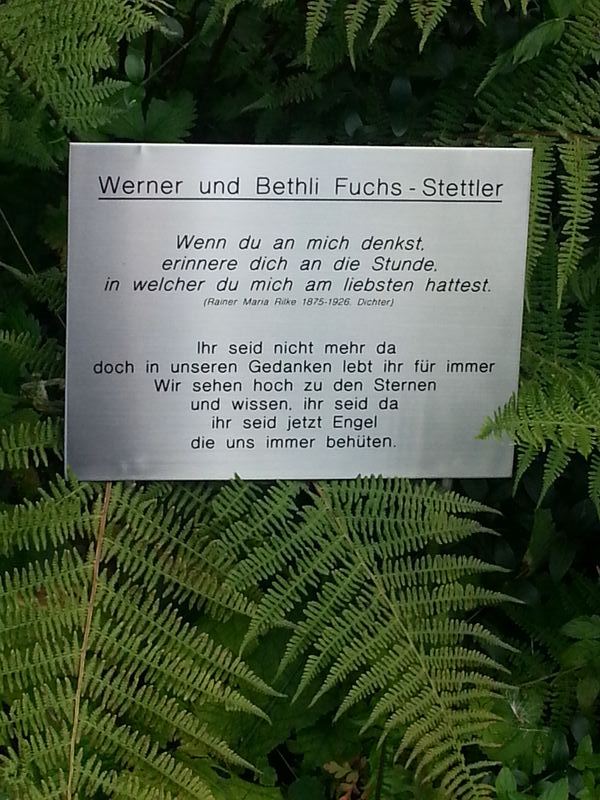 Werner und Bethli Fuchs - Stettler
Wenn du an mich denkst,
erinnere dich an die Stunde,
in welcher du mich am liebsten hattest.
(Rainer Maria Rilke 1875-1926, Dichter)
Ihr seid nicht mehr da
doch in unseren Gedanken lebt ihr für immer
Wir sehen hoch zu den Sternen
und wissen, ihr seid da
ihr seid jetzt Engel
die uns immer behüten.